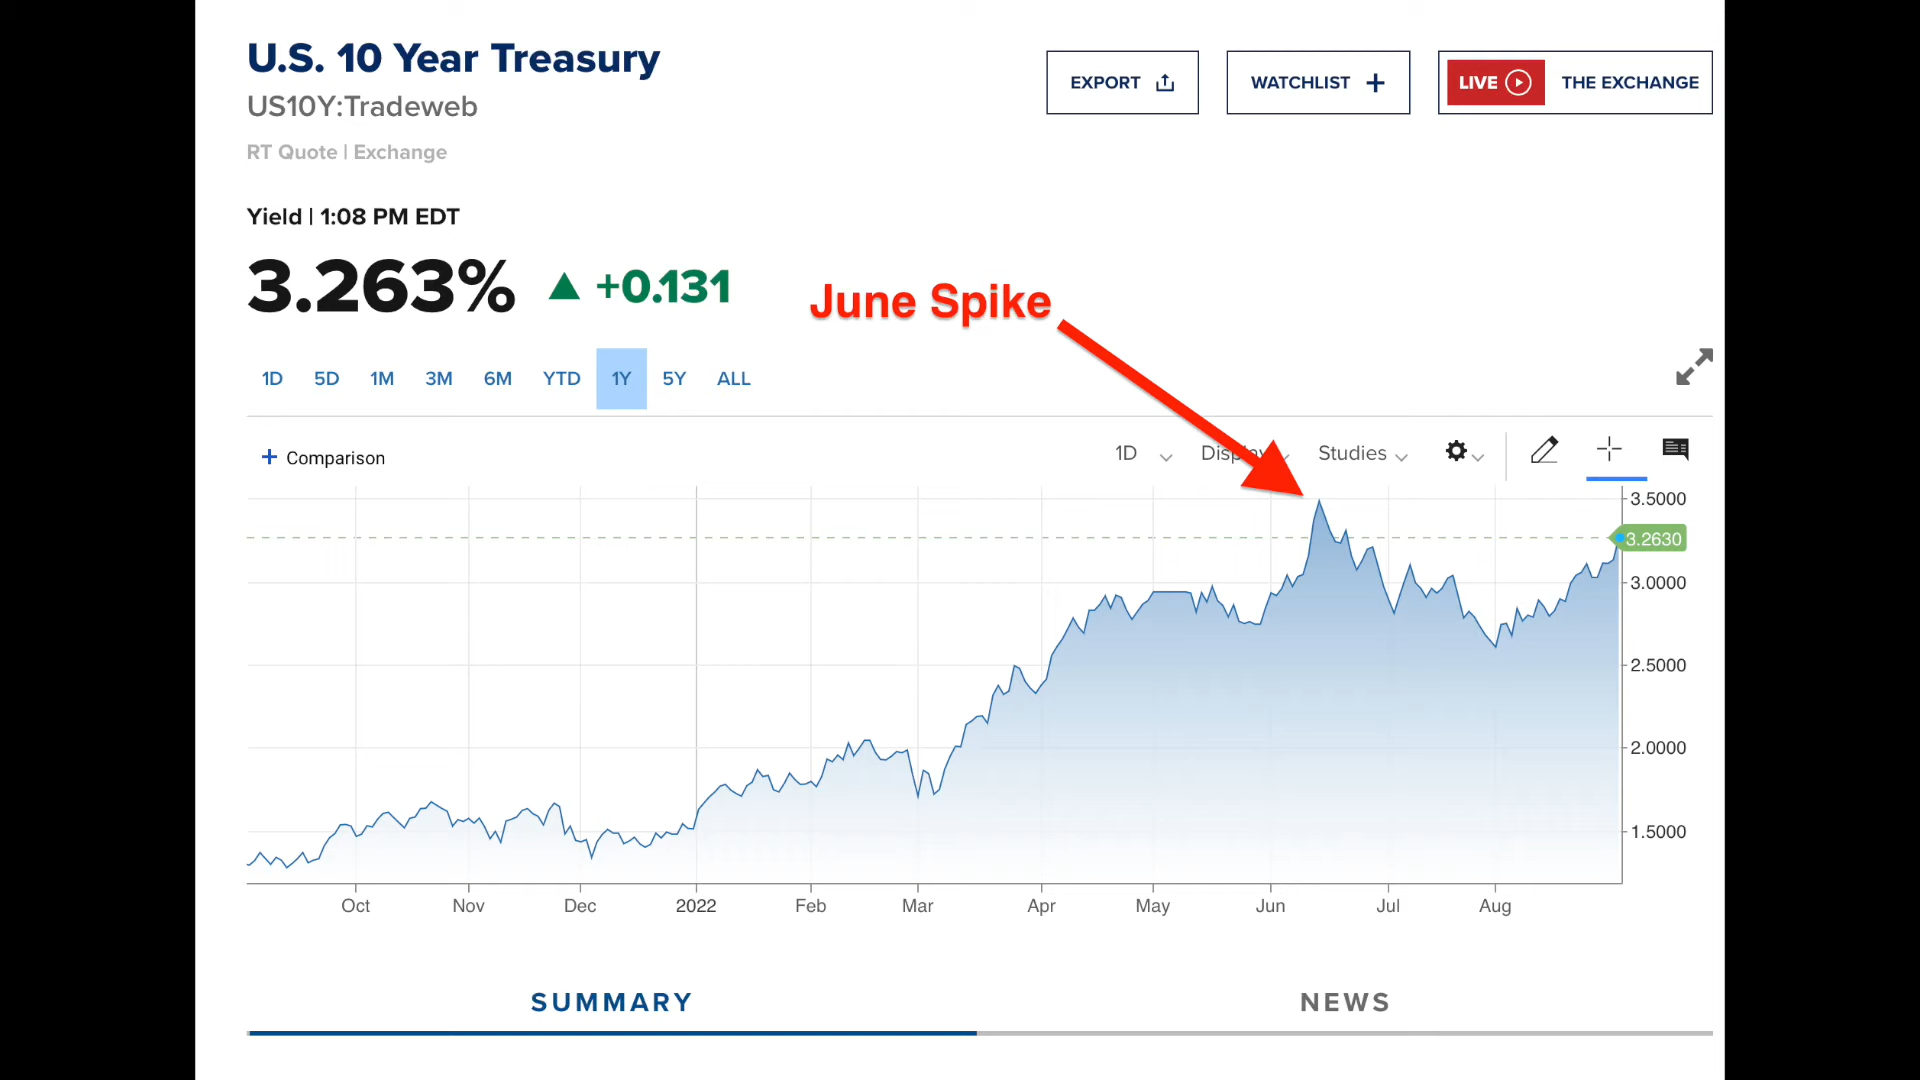 U.S. 10 Year Treasury
US10Y:Tradeweb
RT Quote | Exchange
EXPORT
WATCHLIST +
LIVE THE EXCHANGE
Yield | 1:08 PM EDT
3.263% ▲ +0.131
June Spike
1D 5D 1M 3M 6M YTD 1Y 5Y ALL
+ Comparison
1D Display Studies
3.5000
3.2630
3.0000
2.5000
2.0000
1.5000
Oct Nov Dec 2022 Feb Mar Apr May Jun Jul Aug
SUMMARY NEWS